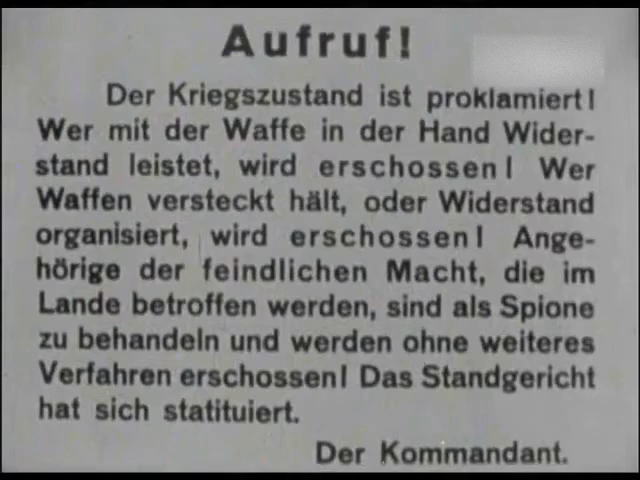 Aufruf!
Der Kriegszustand ist proklamiert!
Wer mit der Waffe in der Hand Wider-
stand leistet, wird erschossen! Wer
Waffen versteckt hält, oder Widerstand
organisiert, wird erschossen! Ange-
hörige der feindlichen Macht, die im
Lande betroffen werden, sind als Spione
zu behandeln und werden ohne weiteres
Verfahren erschossen! Das Standgericht
hat sich statituiert.
Der Kommandant.